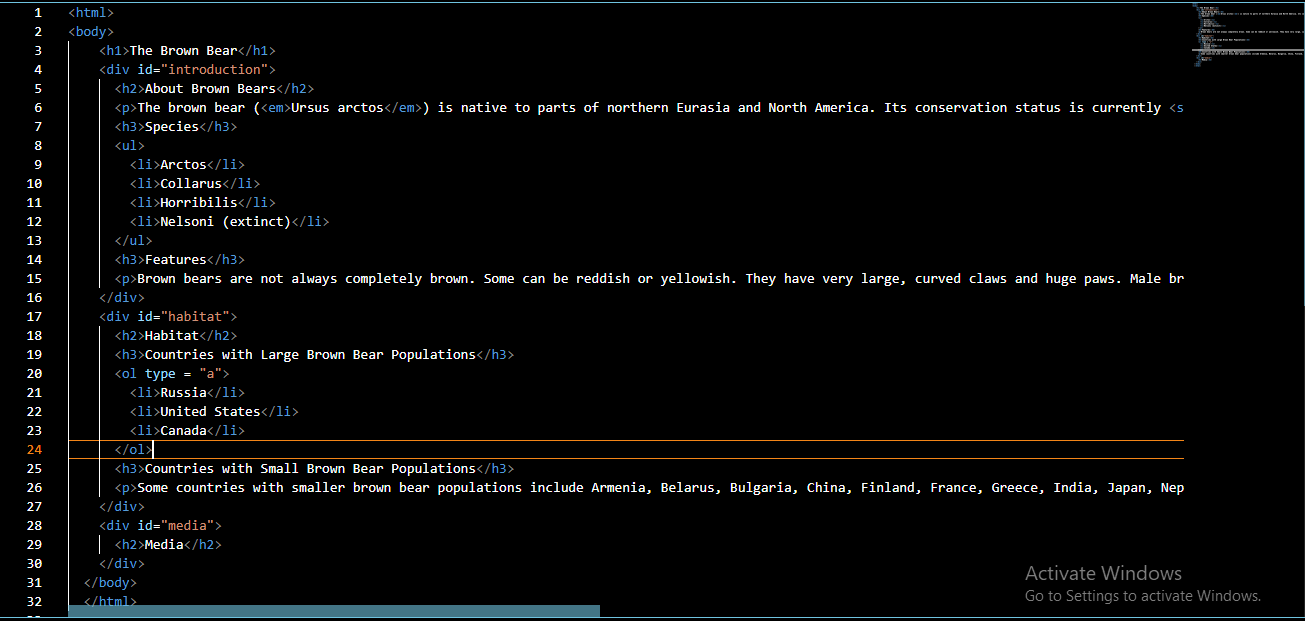 1 <html>
2 <body>
3 <h1>The Brown Bear</h1>
4 <div id="introduction">
5 <h2>About Brown Bears</h2>
6 <p>The brown bear (<em>Ursus arctos</em>) is native to parts of northern Eurasia and North America. Its conservation status is currently <s
7 <h3>Species</h3>
8 <ul>
9 <li>Arctos</li>
10 <li>Collarus</li>
11 <li>Horribilis</li>
12 <li>Nelsoni (extinct)</li>
13 </ul>
14 <h3>Features</h3>
15 <p>Brown bears are not always completely brown. Some can be reddish or yellowish. They have very large, curved claws and huge paws. Male br
16 </div>
17 <div id="habitat">
18 <h2>Habitat</h2>
19 <h3>Countries with Large Brown Bear Populations</h3>
20 <ol type = "a">
21 <li>Russia</li>
22 <li>United States</li>
23 <li>Canada</li>
24 </ol>
25 <h3>Countries with Small Brown Bear Populations</h3>
26 <p>Some countries with smaller brown bear populations include Armenia, Belarus, Bulgaria, China, Finland, France, Greece, India, Japan, Nep
27 </div>
28 <div id="media">
29 <h2>Media</h2>
30 </div>
31 </body>
32 </html>
Activate Windows
Go to Settings to activate Windows.